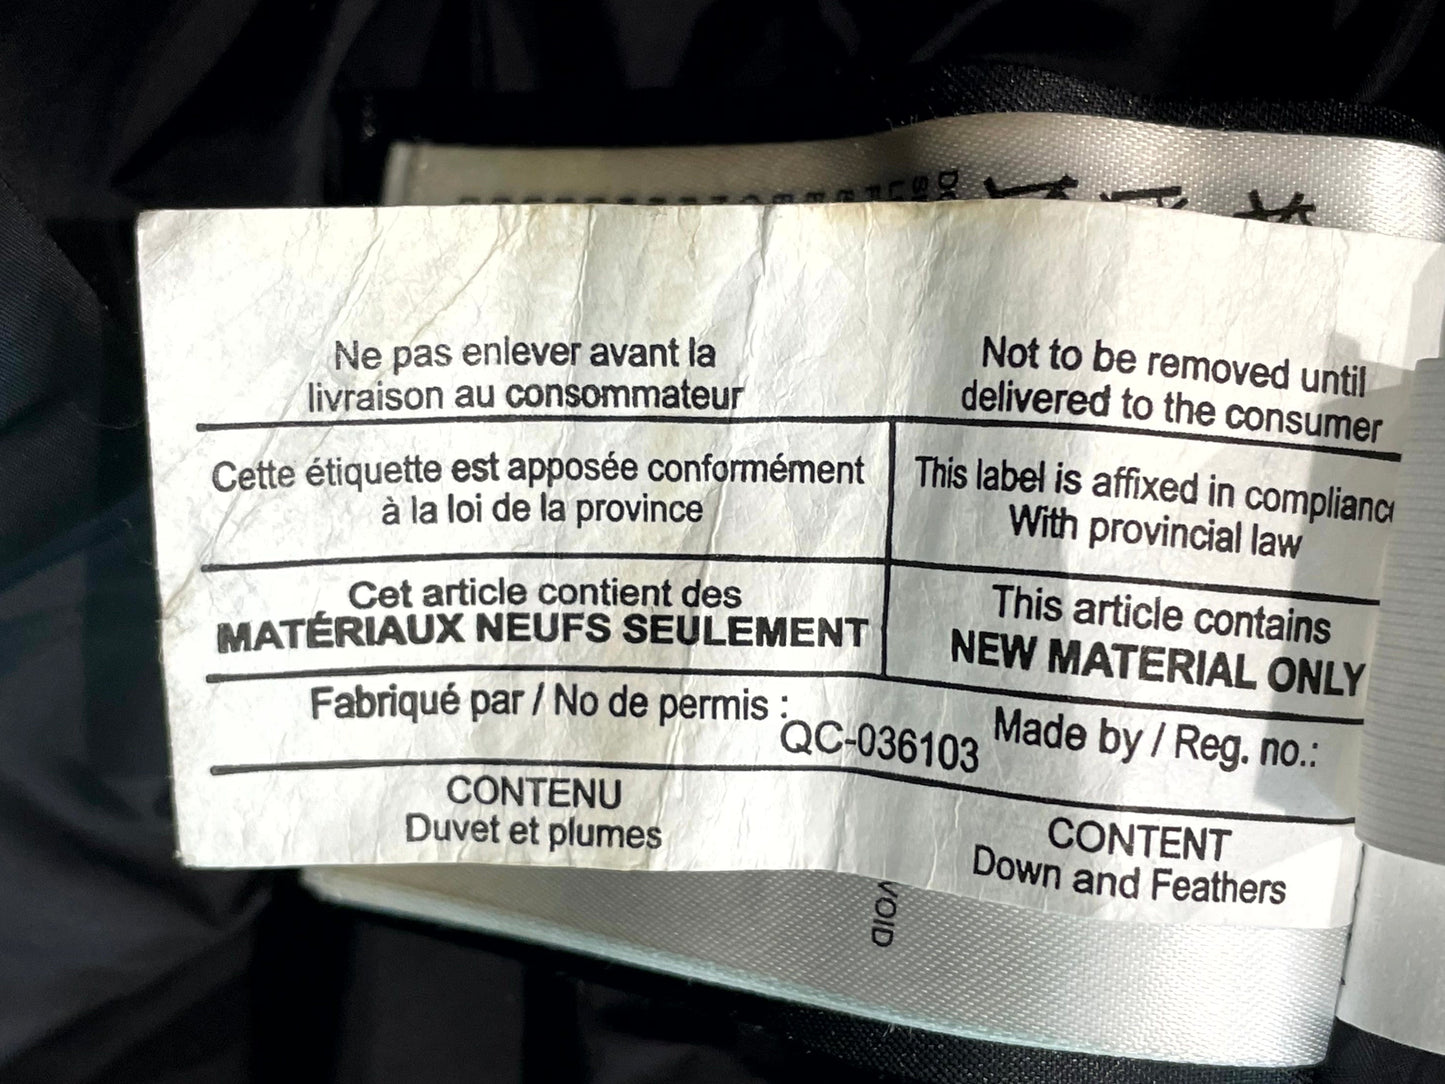 Ne pas enlever avant la
livraison au consommateur
Not to be removed until
delivered to the consumer
Cette étiquette est apposée conformément
à la loi de la province
This label is affixed in compliance
With provincial law
Cet article contient des
MATÉRIAUX NEUFS SEULEMENT
This article contains
NEW MATERIAL ONLY
Fabriqué par / No de permis :
QC-036103
Made by / Reg. no.:
CONTENU
Duvet et plumes
CONTENT
Down and Feathers
VOID